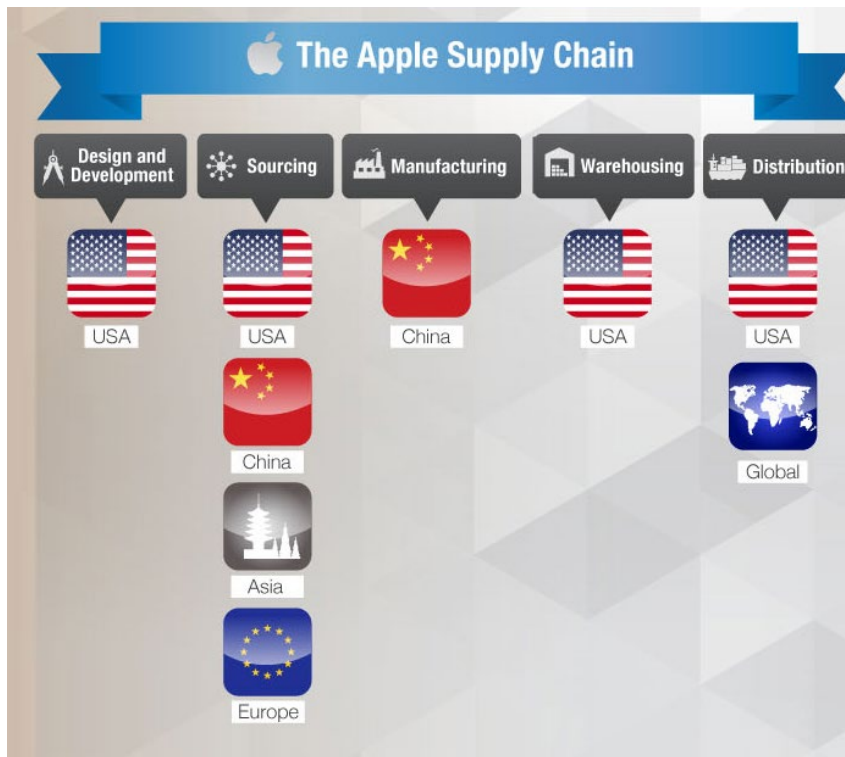 The Apple Supply Chain
Design and
Development
Sourcing
Manufacturing
Warehousing
Distribution
USA
USA
China
USA
USA
China
Global
Asia
Europe